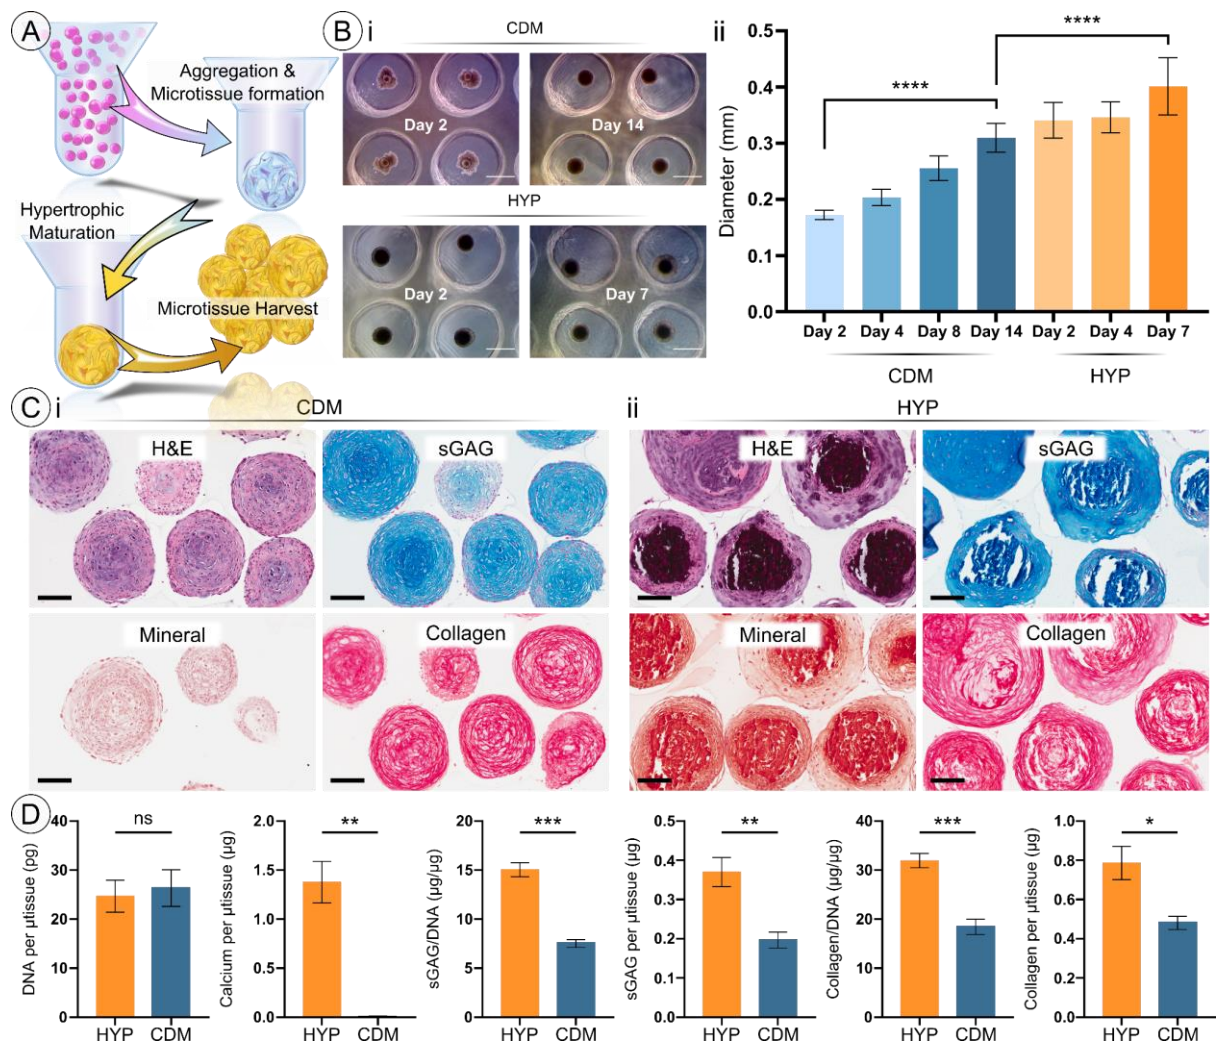 A
Aggregation &
Microtissue formation
Hypertrophic
Maturation
Microtissue Harvest
B
i
CDM
Day 2
Day 14
HYP
Day 2
Day 7
ii
****
****
Diameter (mm)
0.5
0.4
0.3
0.2
0.1
0.0
Day 2 Day 4 Day 8 Day 14 Day 2 Day 4 Day 7
CDM HYP
C
i
CDM
H&E
sGAG
Mineral
Collagen
ii
HYP
H&E
sGAG
Mineral
Collagen
D
DNA per µtissue (pg)
40
30
20
10
0
ns
HYP CDM
Calcium per µtissue (µg)
2.0
1.5
1.0
0.5
0.0
**
HYP CDM
sGAG/DNA (µg/µg)
20
15
10
5
0
***
HYP CDM
sGAG per µtissue (µg)
0.5
0.4
0.3
0.2
0.1
0.0
**
HYP CDM
Collagen/DNA (µg/µg)
40
30
20
10
0
***
HYP CDM
Collagen per µtissue (µg)
1.0
0.8
0.6
0.4
0.2
0.0
*
HYP CDM